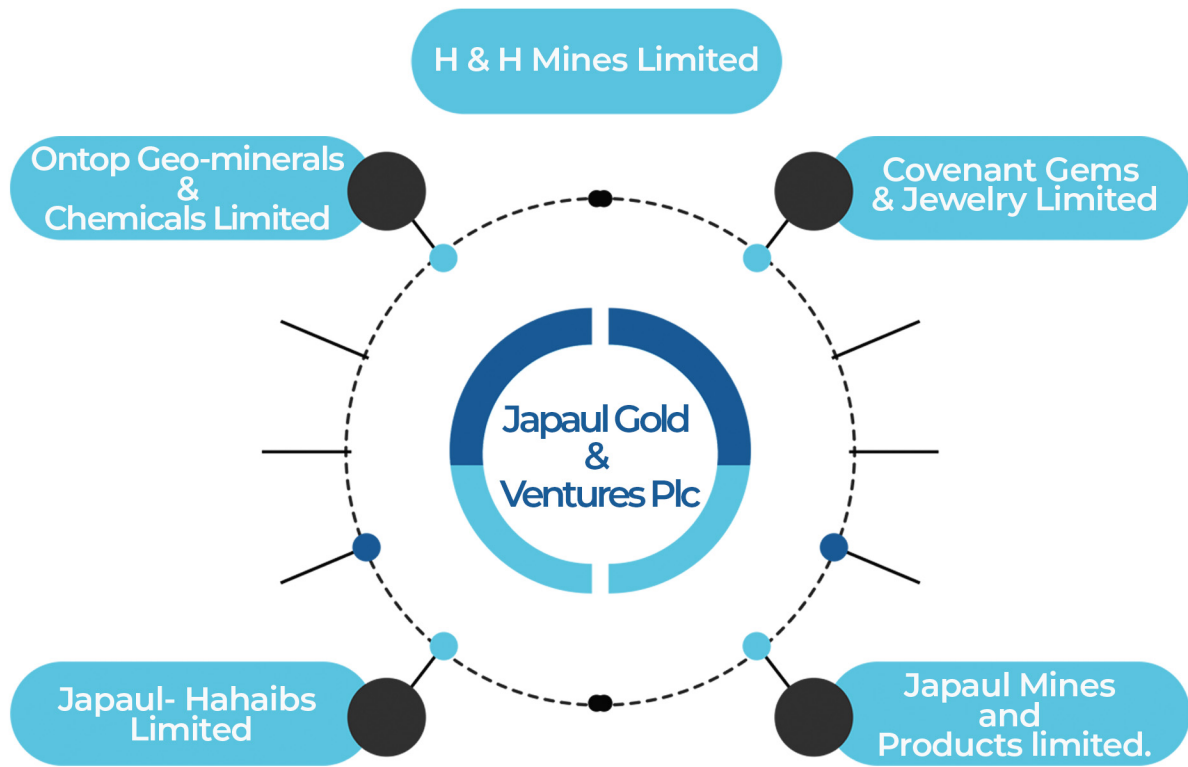 H & H Mines Limited
Ontop Geo-minerals
&
Chemicals Limited
Covenant Gems
& Jewelry Limited
Japaul Gold
&
Ventures Plc
Japaul- Hahaibs
Limited
Japaul Mines
and
Products limited.